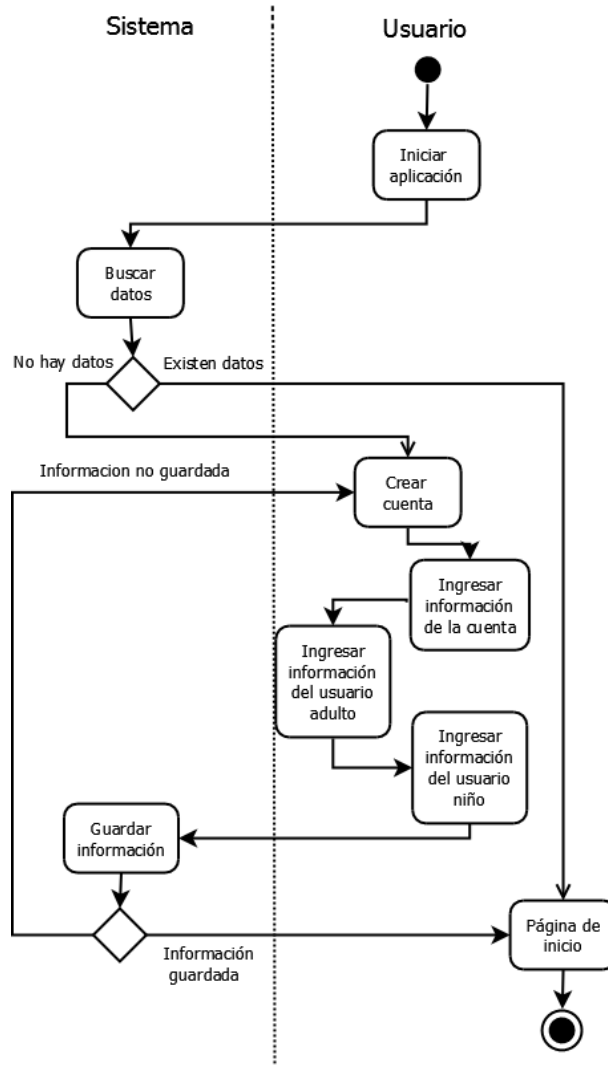 Sistema
Usuario
Iniciar
aplicación
Buscar
datos
No hay datos
Existen datos
Informacion no guardada
Crear
cuenta
Ingresar
información
de la cuenta
Ingresar
información
del usuario
adulto
Ingresar
información
del usuario
niño
Guardar
información
Información
guardada
Página de
inicio